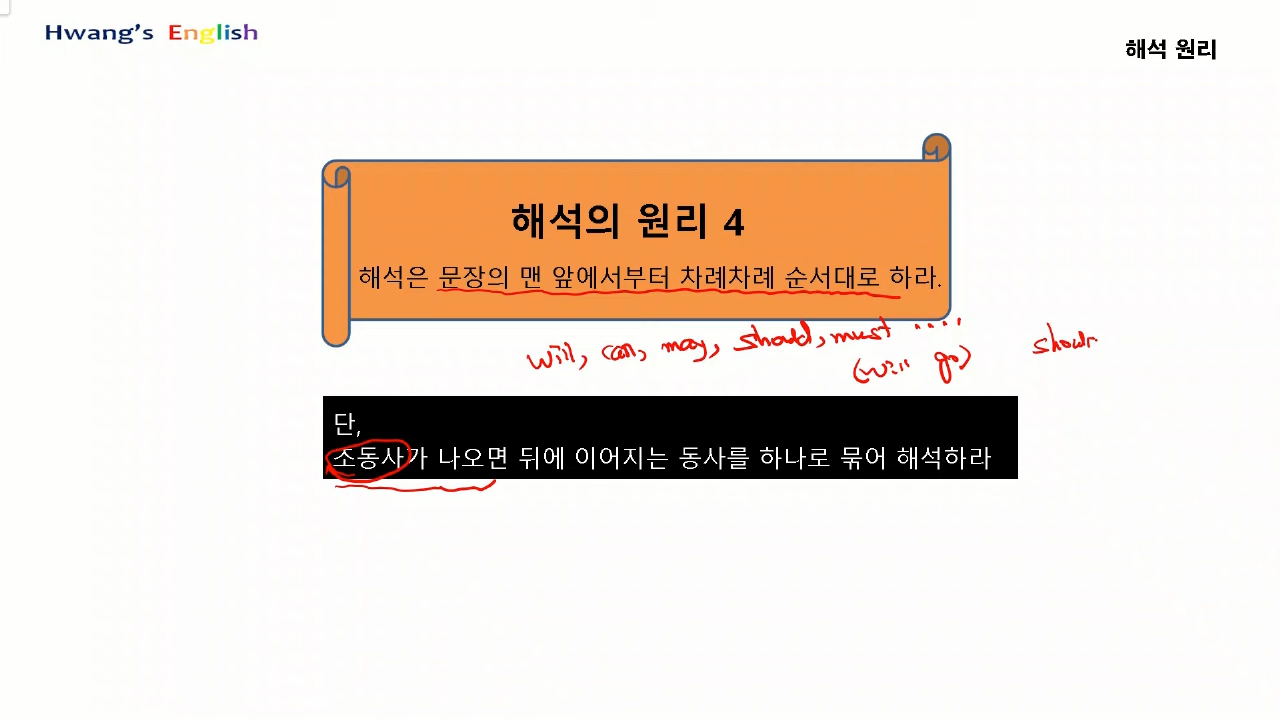 Hwang's English
해석 원리
해석의 원리 4
해석은 문장의 맨 앞에서부터 차례차례 순서대로 하라.
will, can, may, should, must ....
(will go)
단,
조동사가 나오면 뒤에 이어지는 동사를 하나로 묶어 해석하라